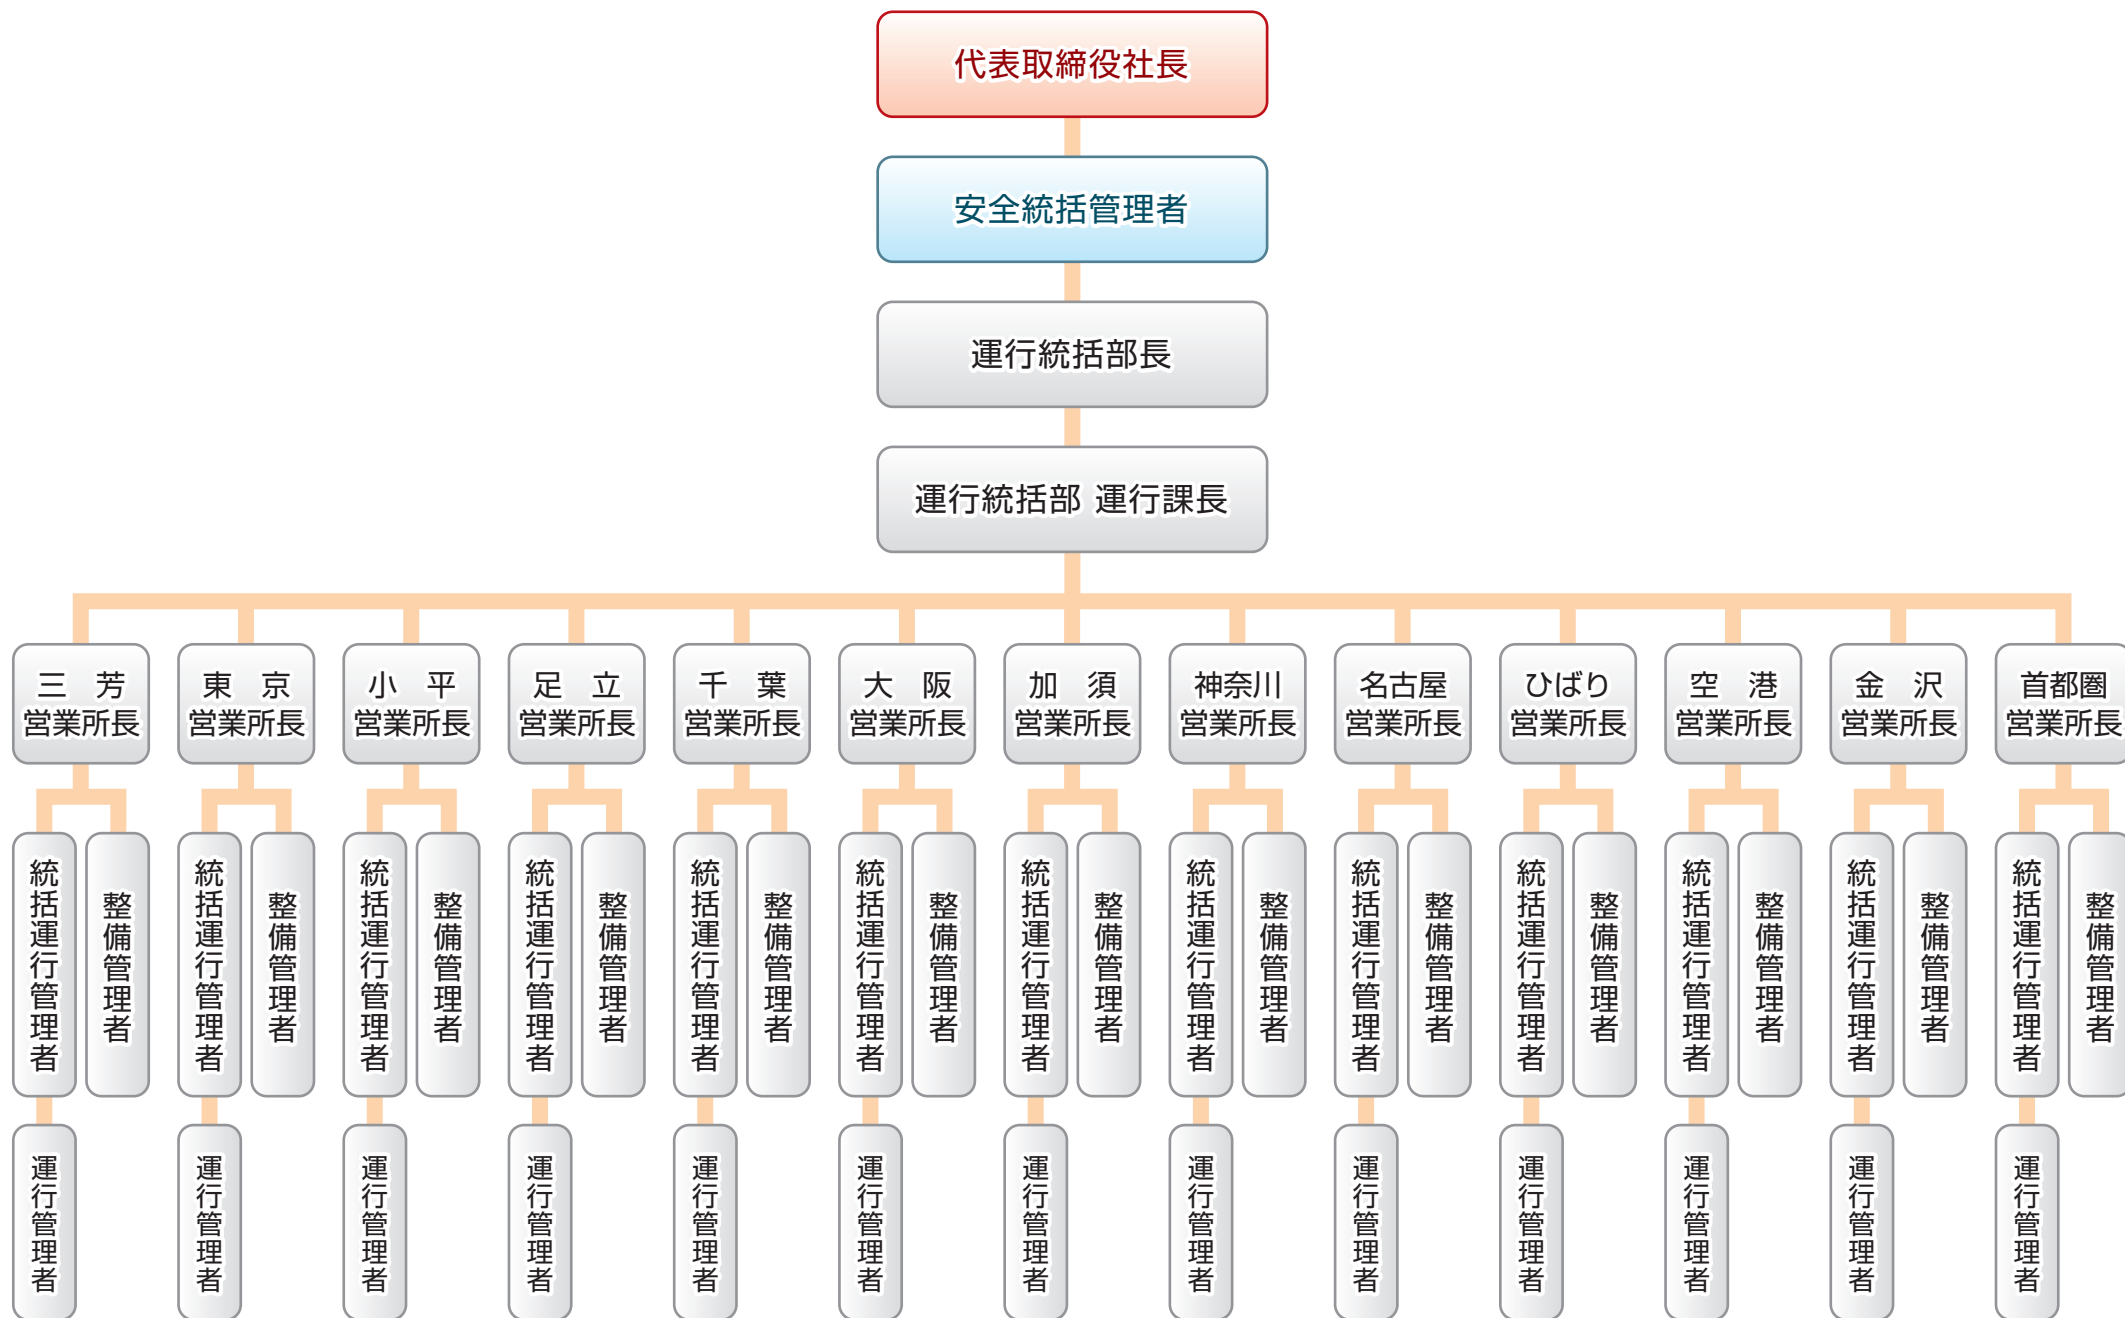 代表取締役社長
安全統括管理者
運行統括部長
運行統括部 運行課長
三　芳
営業所長
東　京
営業所長
小　平
営業所長
足　立
営業所長
千　葉
営業所長
大　阪
営業所長
加　須
営業所長
神奈川
営業所長
名古屋
営業所長
ひばり
営業所長
空　港
営業所長
金　沢
営業所長
首都圏
営業所長
統括運行管理者
整備管理者
統括運行管理者
整備管理者
統括運行管理者
整備管理者
統括運行管理者
整備管理者
統括運行管理者
整備管理者
統括運行管理者
整備管理者
統括運行管理者
整備管理者
統括運行管理者
整備管理者
統括運行管理者
整備管理者
統括運行管理者
整備管理者
統括運行管理者
整備管理者
統括運行管理者
整備管理者
統括運行管理者
整備管理者
運行管理者
運行管理者
運行管理者
運行管理者
運行管理者
運行管理者
運行管理者
運行管理者
運行管理者
運行管理者
運行管理者
運行管理者
運行管理者